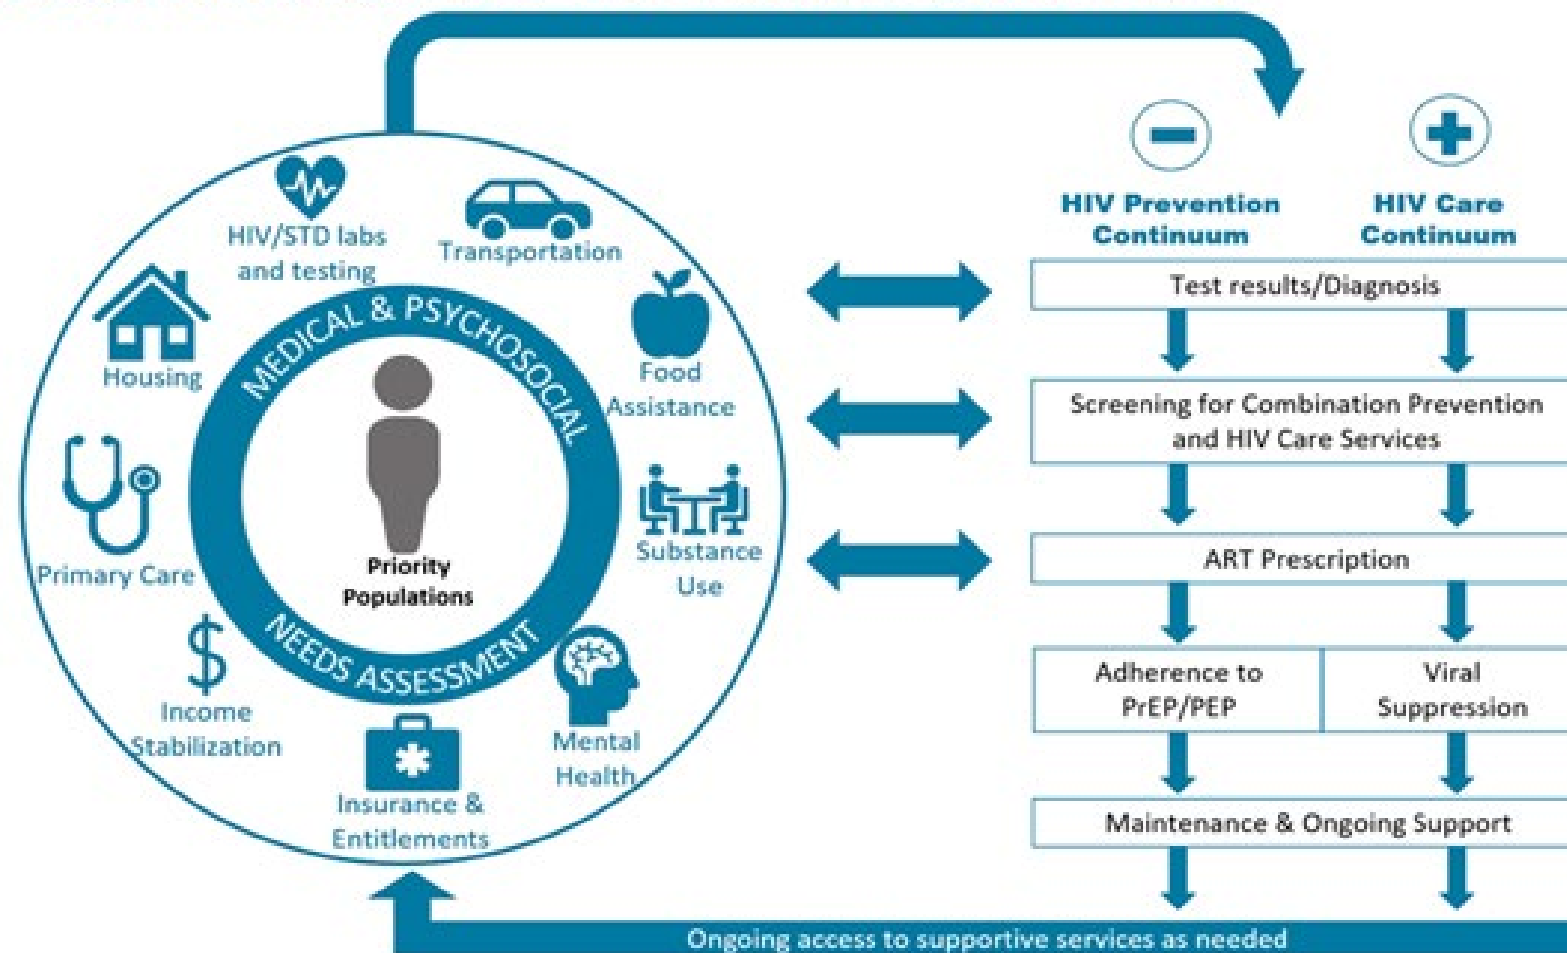 HIV/STD labs
and testing
Transportation
Housing
Food
Assistance
MEDICAL & PSYCHOSOCIAL
NEEDS ASSESSMENT
Priority
Populations
Primary Care
Substance
Use
Income
Stabilization
Mental
Health
Insurance &
Entitlements
HIV Prevention
Continuum
HIV Care
Continuum
Test results/Diagnosis
Screening for Combination Prevention
and HIV Care Services
ART Prescription
Adherence to
PrEP/PEP
Viral
Suppression
Maintenance & Ongoing Support
Ongoing access to supportive services as needed